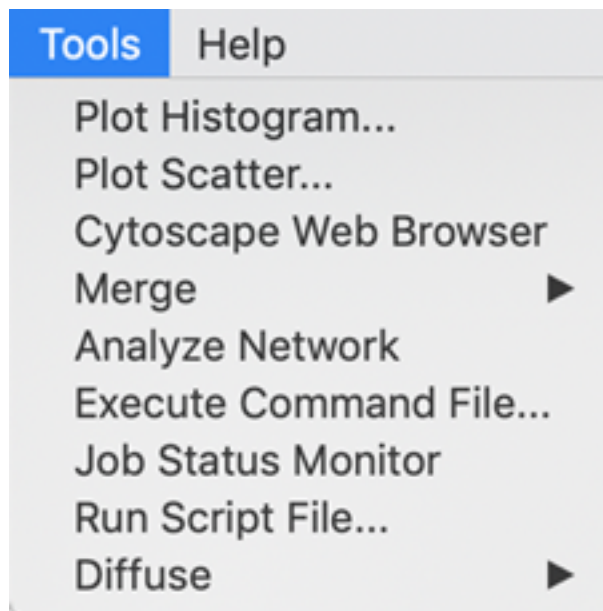 Tools Help
Plot Histogram...
Plot Scatter...
Cytoscape Web Browser
Merge
Analyze Network
Execute Command File...
Job Status Monitor
Run Script File...
Diffuse